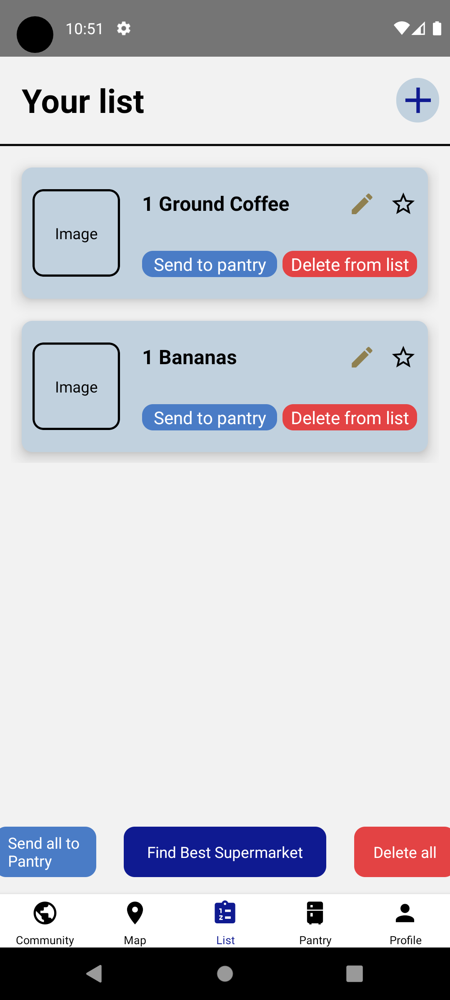 10:51
Your list
1 Ground Coffee
Image
Send to pantry
Delete from list
1 Bananas
Image
Send to pantry
Delete from list
Send all to
Pantry
Find Best Supermarket
Delete all
Community
Map
List
Pantry
Profile